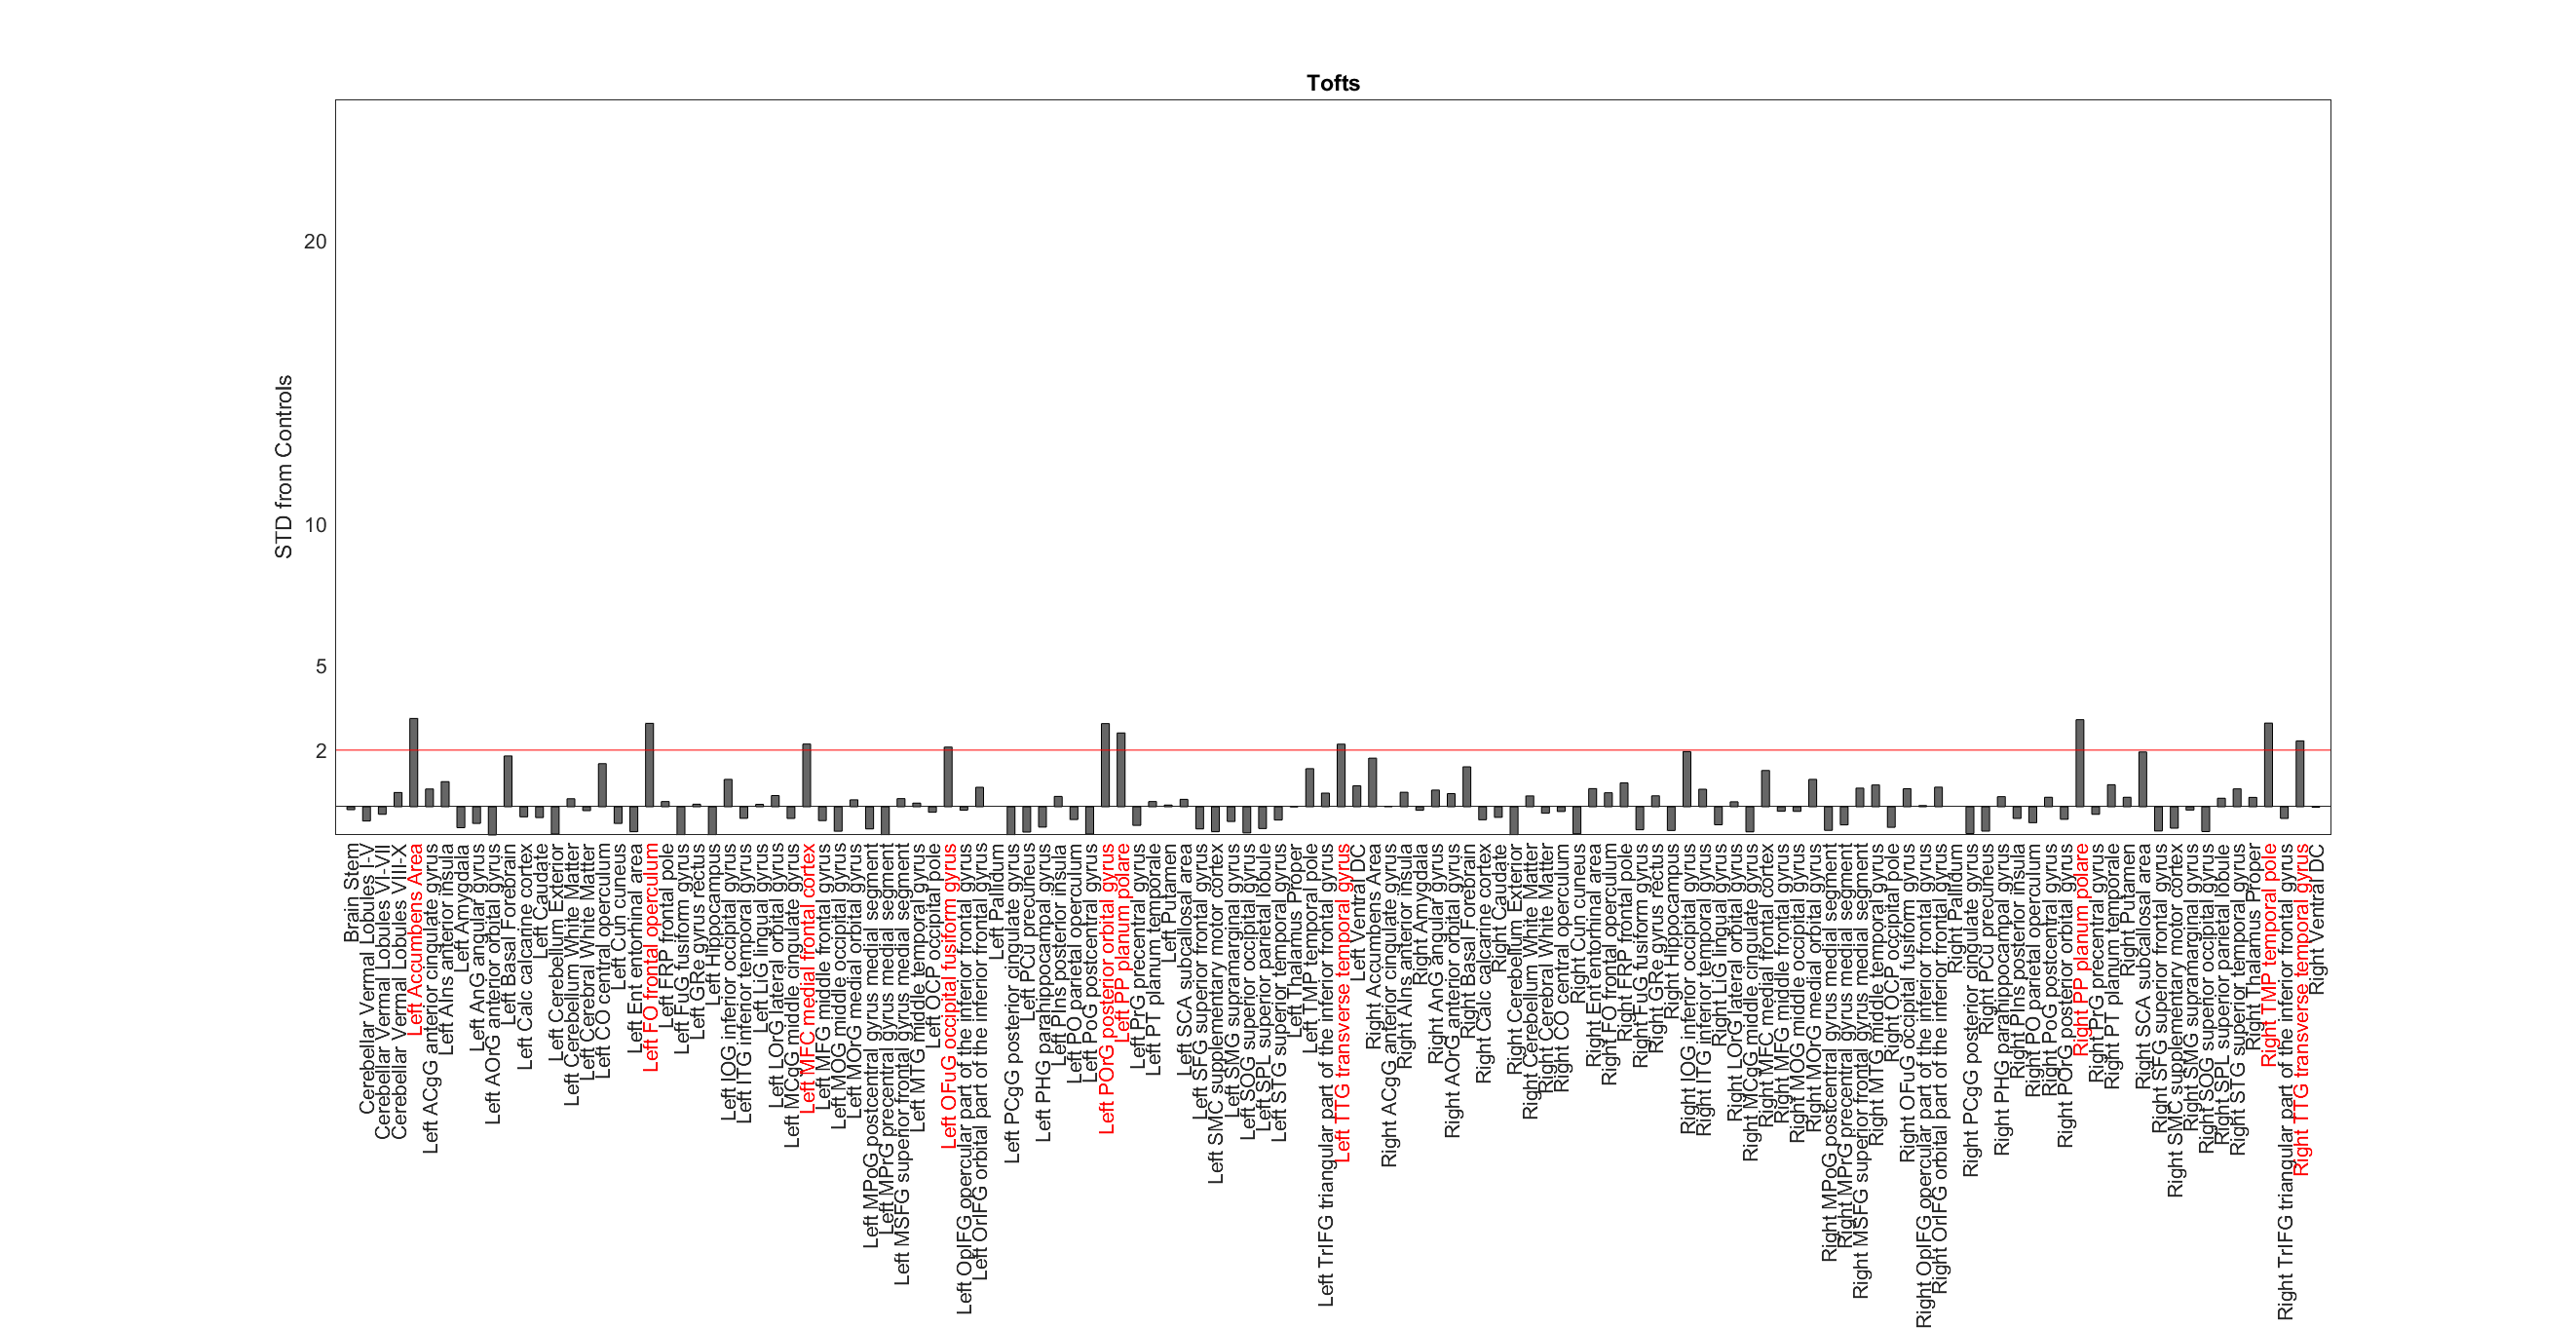 Tofts
STD from Controls
20
10
5
2
Brain Stem
Cerebellar Vermal Lobules I-V
Cerebellar Vermal Lobules VI-VII
Cerebellar Vermal Lobules VIII-X
Left Accumbens Area
Left ACgG anterior cingulate gyrus
Left AIns anterior insula
Left Amygdala
Left AnG angular gyrus
Left AOrG anterior orbital gyrus
Left Basal Forebrain
Left Calc calcarine cortex
Left Caudate
Left Cerebellum Exterior
Left Cerebellum White Matter
Left Cerebral White Matter
Left CO central operculum
Left Cun cuneus
Left Ent entorhinal area
Left FO frontal operculum
Left FRP frontal pole
Left FuG fusiform gyrus
Left GRe gyrus rectus
Left Hippocampus
Left IOG inferior occipital gyrus
Left ITG inferior temporal gyrus
Left LiG lingual gyrus
Left LOrG lateral orbital gyrus
Left MCgG middle cingulate gyrus
Left MFC medial frontal cortex
Left MFG middle frontal gyrus
Left MOG middle occipital gyrus
Left MOrG medial orbital gyrus
Left MPoG postcentral gyrus medial segment
Left MPrG precentral gyrus medial segment
Left MSFG superior frontal gyrus medial segment
Left MTG middle temporal gyrus
Left OCP occipital pole
Left OFuG occipital fusiform gyrus
Left OpIFG opercular part of the inferior frontal gyrus
Left OrIFG orbital part of the inferior frontal gyrus
Left Pallidum
Left PCgG posterior cingulate gyrus
Left PCu precuneus
Left PHG parahippocampal gyrus
Left PIns posterior insula
Left PO parietal operculum
Left PoG postcentral gyrus
Left POrG posterior orbital gyrus
Left PP planum polare
Left PrG precentral gyrus
Left PT planum temporale
Left Putamen
Left SCA subcallosal area
Left SFG superior frontal gyrus
Left SMC supplementary motor cortex
Left SMG supramarginal gyrus
Left SOG superior occipital gyrus
Left SPL superior parietal lobule
Left STG superior temporal gyrus
Left Thalamus Proper
Left TMP temporal pole
Left TrIFG triangular part of the inferior frontal gyrus
Left TTG transverse temporal gyrus
Left Ventral DC
Right Accumbens Area
Right ACgG anterior cingulate gyrus
Right AIns anterior insula
Right Amygdala
Right AnG angular gyrus
Right AOrG anterior orbital gyrus
Right Basal Forebrain
Right Calc calcarine cortex
Right Caudate
Right Cerebellum Exterior
Right Cerebellum White Matter
Right Cerebral White Matter
Right CO central operculum
Right Cun cuneus
Right Ent entorhinal area
Right FO frontal operculum
Right FRP frontal pole
Right FuG fusiform gyrus
Right GRe gyrus rectus
Right Hippocampus
Right IOG inferior occipital gyrus
Right ITG inferior temporal gyrus
Right LiG lingual gyrus
Right LOrG lateral orbital gyrus
Right MCgG middle cingulate gyrus
Right MFC medial frontal cortex
Right MFG middle frontal gyrus
Right MOG middle occipital gyrus
Right MOrG medial orbital gyrus
Right MPoG postcentral gyrus medial segment
Right MPrG precentral gyrus medial segment
Right MSFG superior frontal gyrus medial segment
Right MTG middle temporal gyrus
Right OCP occipital pole
Right OFuG occipital fusiform gyrus
Right OpIFG opercular part of the inferior frontal gyrus
Right OrIFG orbital part of the inferior frontal gyrus
Right Pallidum
Right PCgG posterior cingulate gyrus
Right PCu precuneus
Right PHG parahippocampal gyrus
Right PIns posterior insula
Right PO parietal operculum
Right PoG postcentral gyrus
Right POrG posterior orbital gyrus
Right PP planum polare
Right PrG precentral gyrus
Right PT planum temporale
Right Putamen
Right SCA subcallosal area
Right SFG superior frontal gyrus
Right SMC supplementary motor cortex
Right SMG supramarginal gyrus
Right SOG superior occipital gyrus
Right SPL superior parietal lobule
Right STG superior temporal gyrus
Right Thalamus Proper
Right TMP temporal pole
Right TrIFG triangular part of the inferior frontal gyrus
Right TTG transverse temporal gyrus
Right Ventral DC